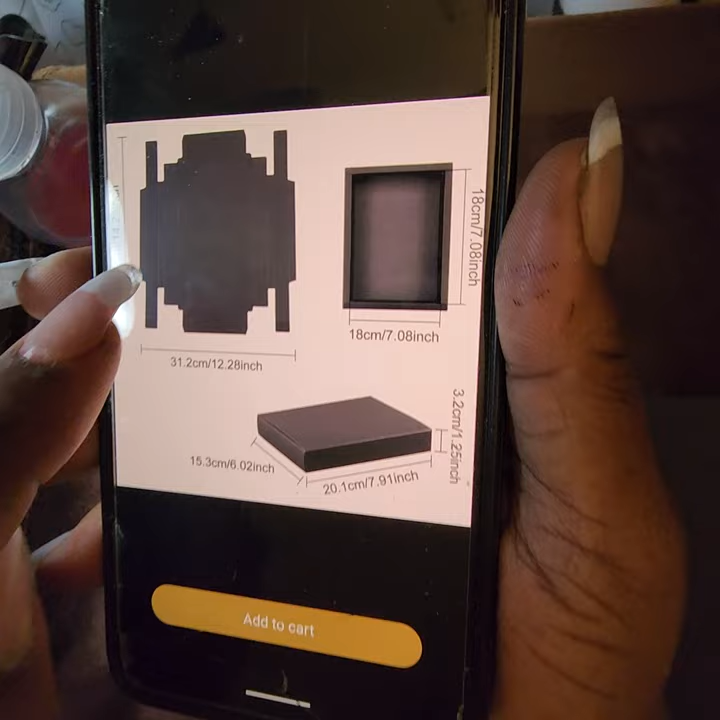 18cm/7.08inch
18cm/7.08inch
31.2cm/12.28inch
3.2cm/1.25inch
15.3cm/6.02inch
20.1cm/7.91inch
Add to cart